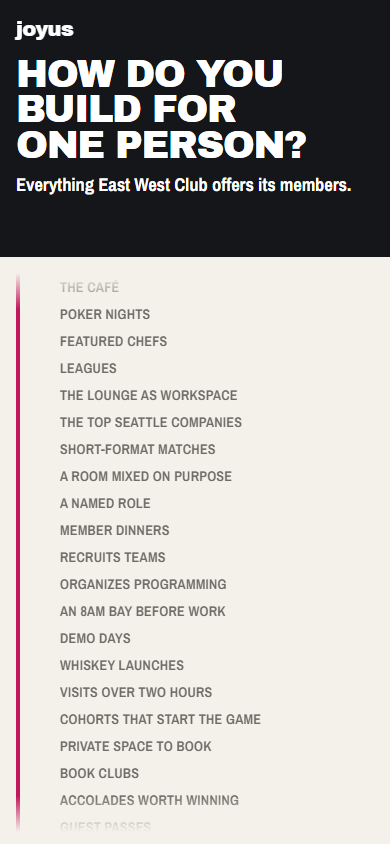 joyus
HOW DO YOU
BUILD FOR
ONE PERSON?
Everything East West Club offers its members.
THE CAFÉ
POKER NIGHTS
FEATURED CHEFS
LEAGUES
THE LOUNGE AS WORKSPACE
THE TOP SEATTLE COMPANIES
SHORT-FORMAT MATCHES
A ROOM MIXED ON PURPOSE
A NAMED ROLE
MEMBER DINNERS
RECRUITS TEAMS
ORGANIZES PROGRAMMING
AN 8AM BAY BEFORE WORK
DEMO DAYS
WHISKEY LAUNCHES
VISITS OVER TWO HOURS
COHORTS THAT START THE GAME
PRIVATE SPACE TO BOOK
BOOK CLUBS
ACCOLADES WORTH WINNING
GUEST PASSES